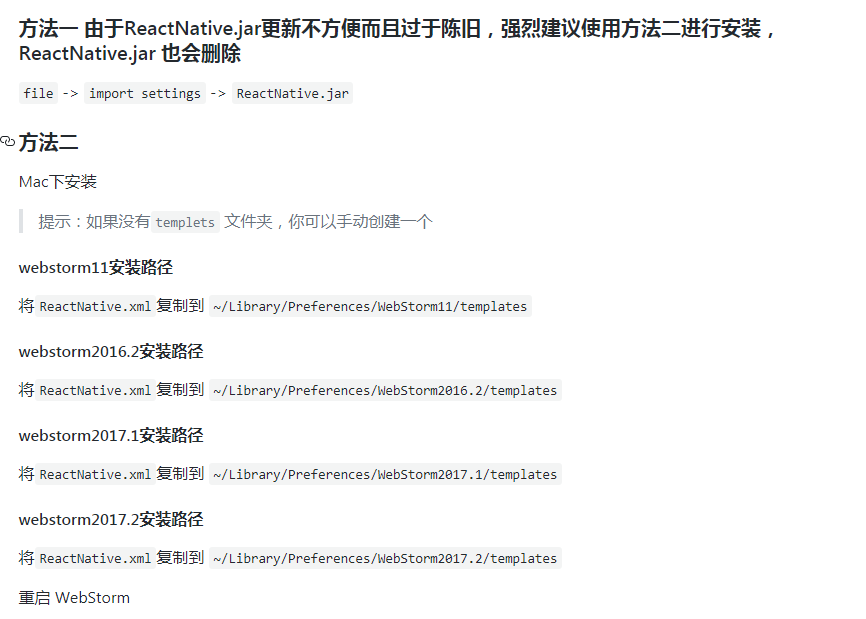 方法一 由于ReactNative.jar更新不方便而且过于陈旧，强烈建议使用方法二进行安装，
ReactNative.jar 也会删除
file -> import settings -> ReactNative.jar
方法二
Mac下安装
提示：如果没有 templets 文件夹，你可以手动创建一个
webstorm11安装路径
将 ReactNative.xml 复制到 ~/Library/Preferences/WebStorm11/templates
webstorm2016.2安装路径
将 ReactNative.xml 复制到 ~/Library/Preferences/WebStorm2016.2/templates
webstorm2017.1安装路径
将 ReactNative.xml 复制到 ~/Library/Preferences/WebStorm2017.1/templates
webstorm2017.2安装路径
将 ReactNative.xml 复制到 ~/Library/Preferences/WebStorm2017.2/templates
重启 WebStorm